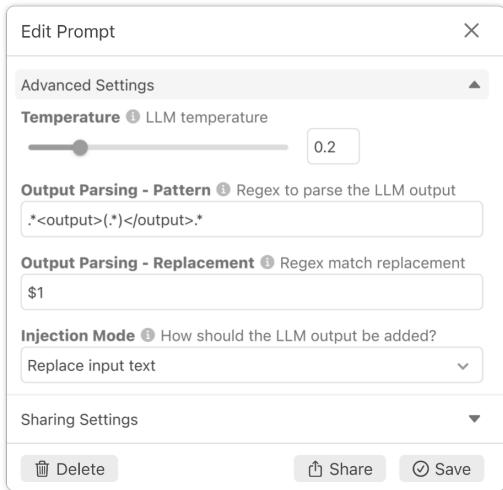 Edit Prompt
Advanced Settings
Temperature LLM temperature
0.2
Output Parsing - Pattern Regex to parse the LLM output
.*<output>(.*)</output>.*
Output Parsing - Replacement Regex match replacement
$1
Injection Mode How should the LLM output be added?
Replace input text
Sharing Settings
Delete Share Save